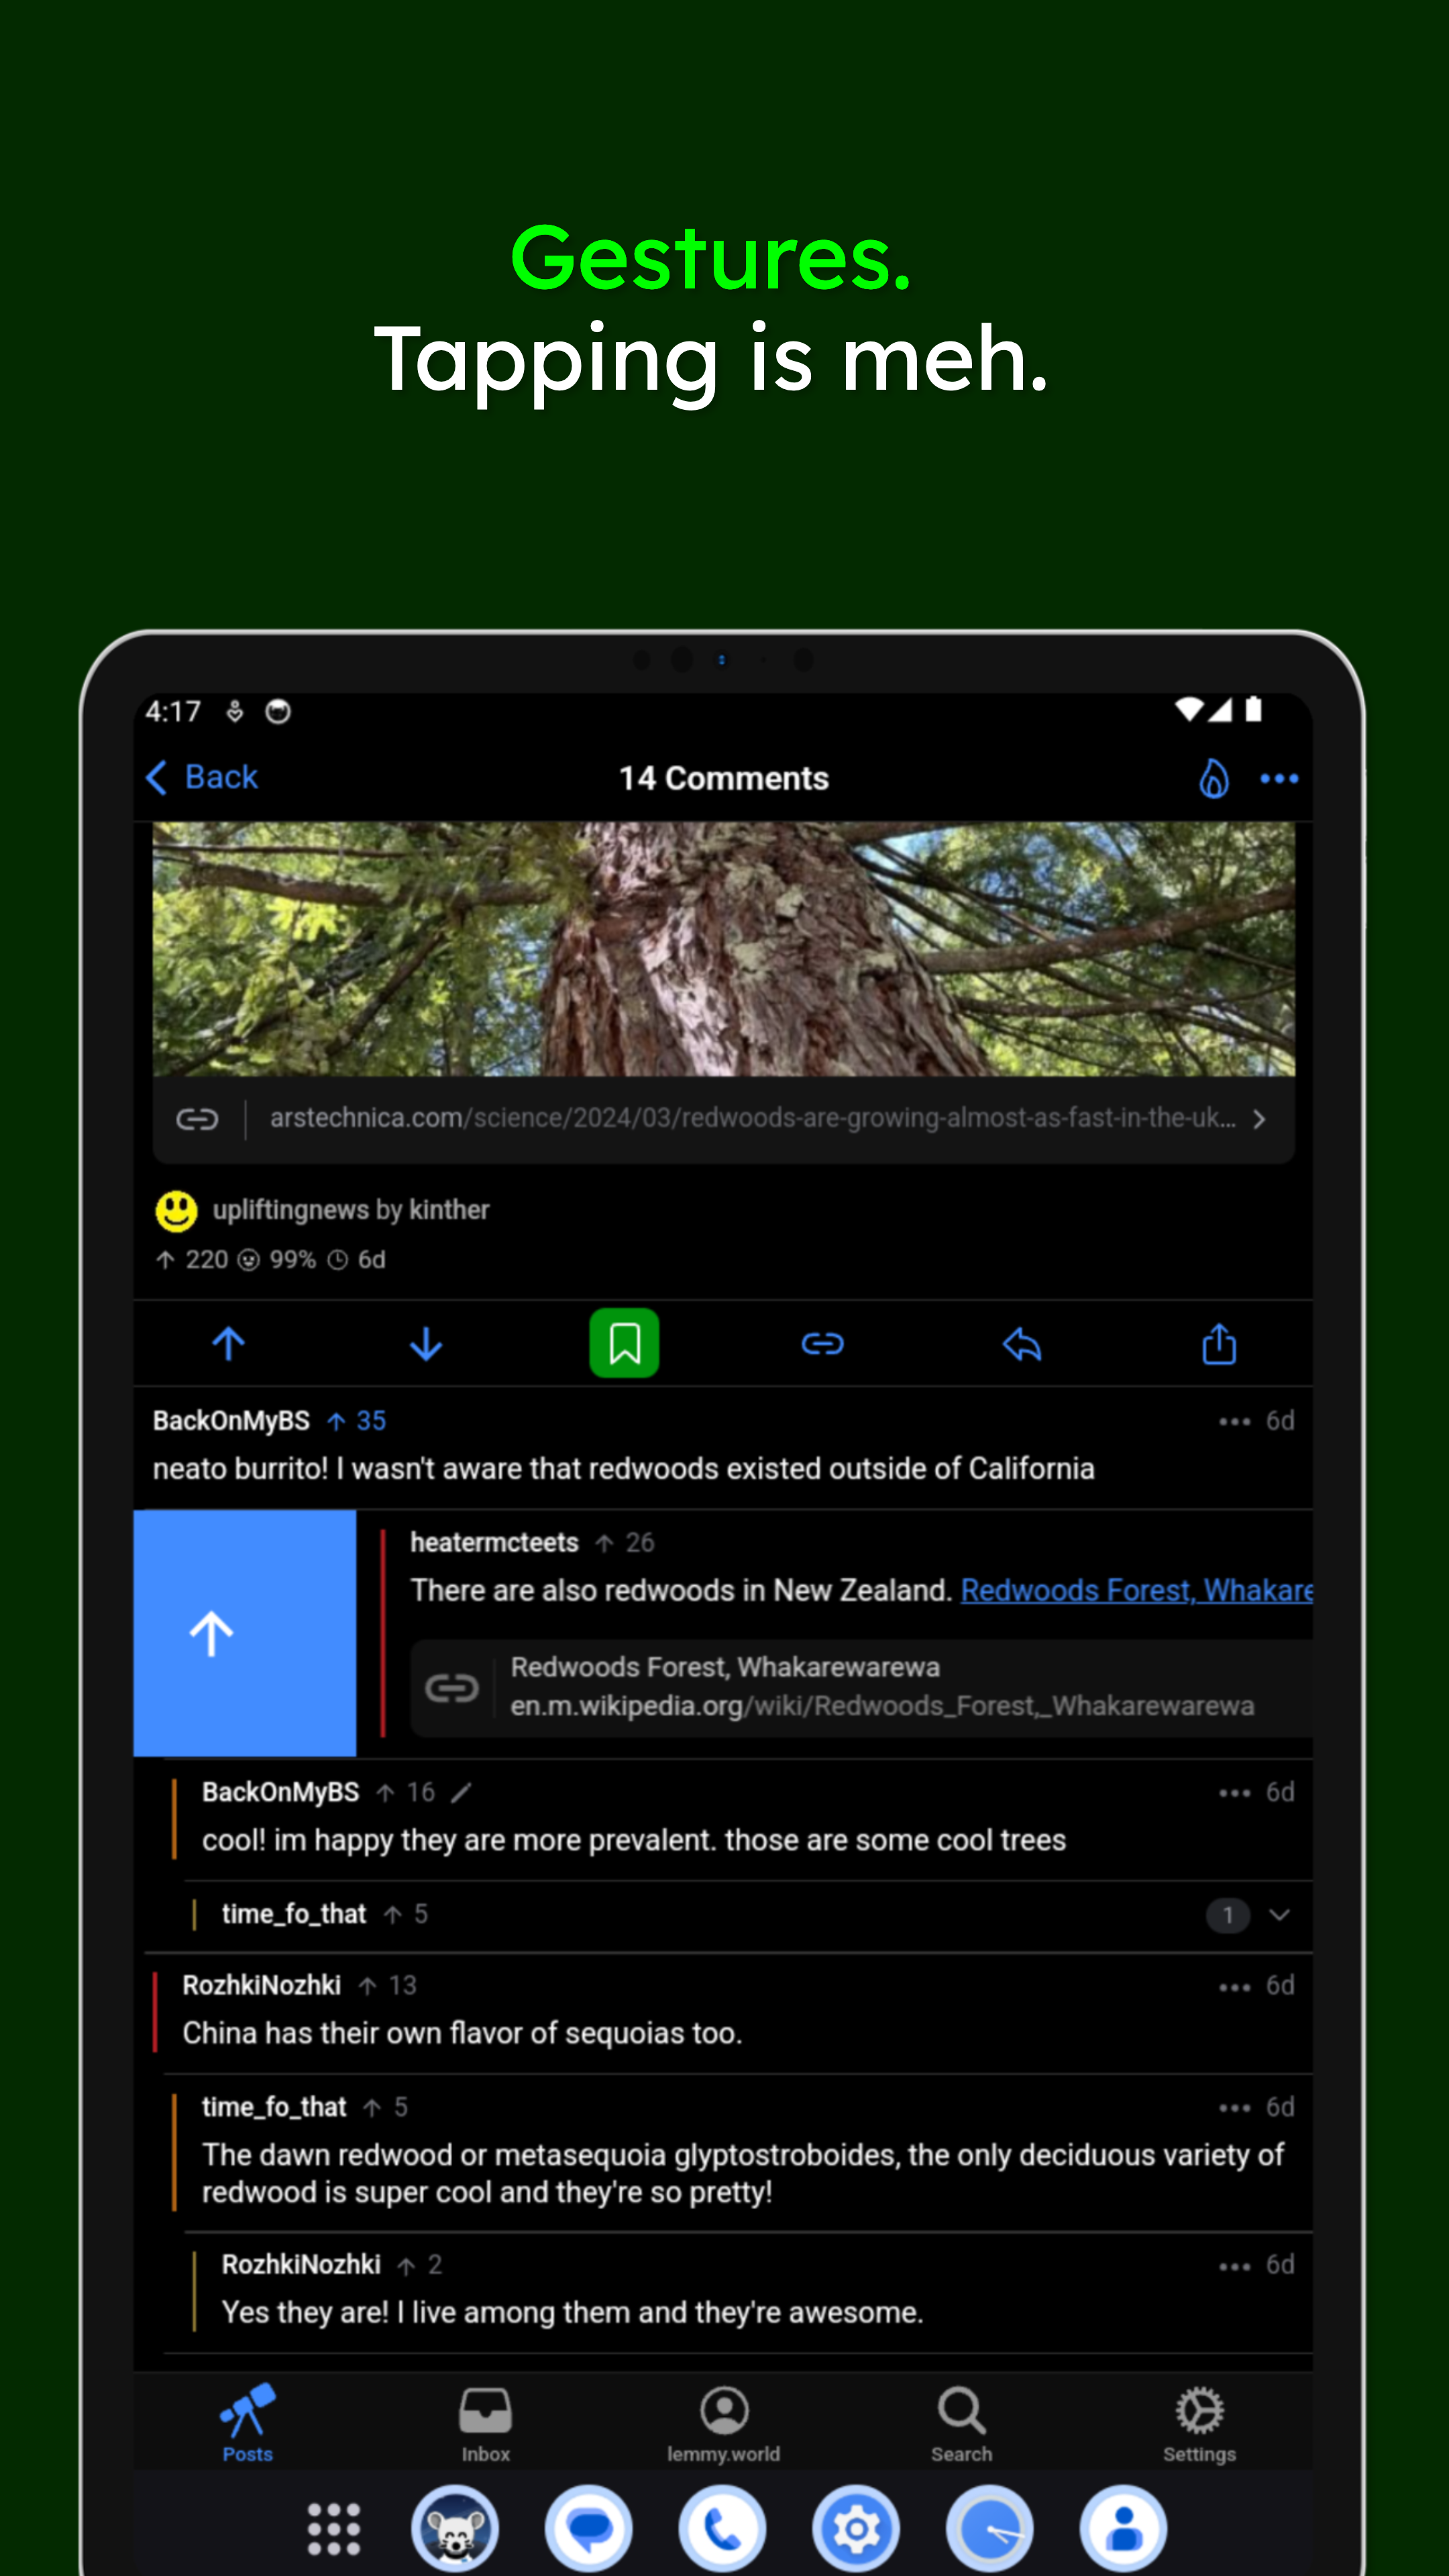 Gestures.
Tapping is meh.
4:17
Back
14 Comments
arstechnica.com/science/2024/03/redwoods-are-growing-almost-as-fast-in-the-uk...
upliftingnews by kinther
220 99% 6d
BackOnMyBS 35 6d
neato burrito! I wasn't aware that redwoods existed outside of California
heatermcteets 26
There are also redwoods in New Zealand. Redwoods Forest, Whakare
Redwoods Forest, Whakarewarewa
en.m.wikipedia.org/wiki/Redwoods_Forest,_Whakarewarewa
BackOnMyBS 16 6d
cool! im happy they are more prevalent. those are some cool trees
time_fo_that 5 1
RozhkiNozhki 13 6d
China has their own flavor of sequoias too.
time_fo_that 5 6d
The dawn redwood or metasequoia glyptostroboides, the only deciduous variety of
redwood is super cool and they're so pretty!
RozhkiNozhki 2 6d
Yes they are! I live among them and they're awesome.
Posts
Inbox
lemmy.world
Search
Settings